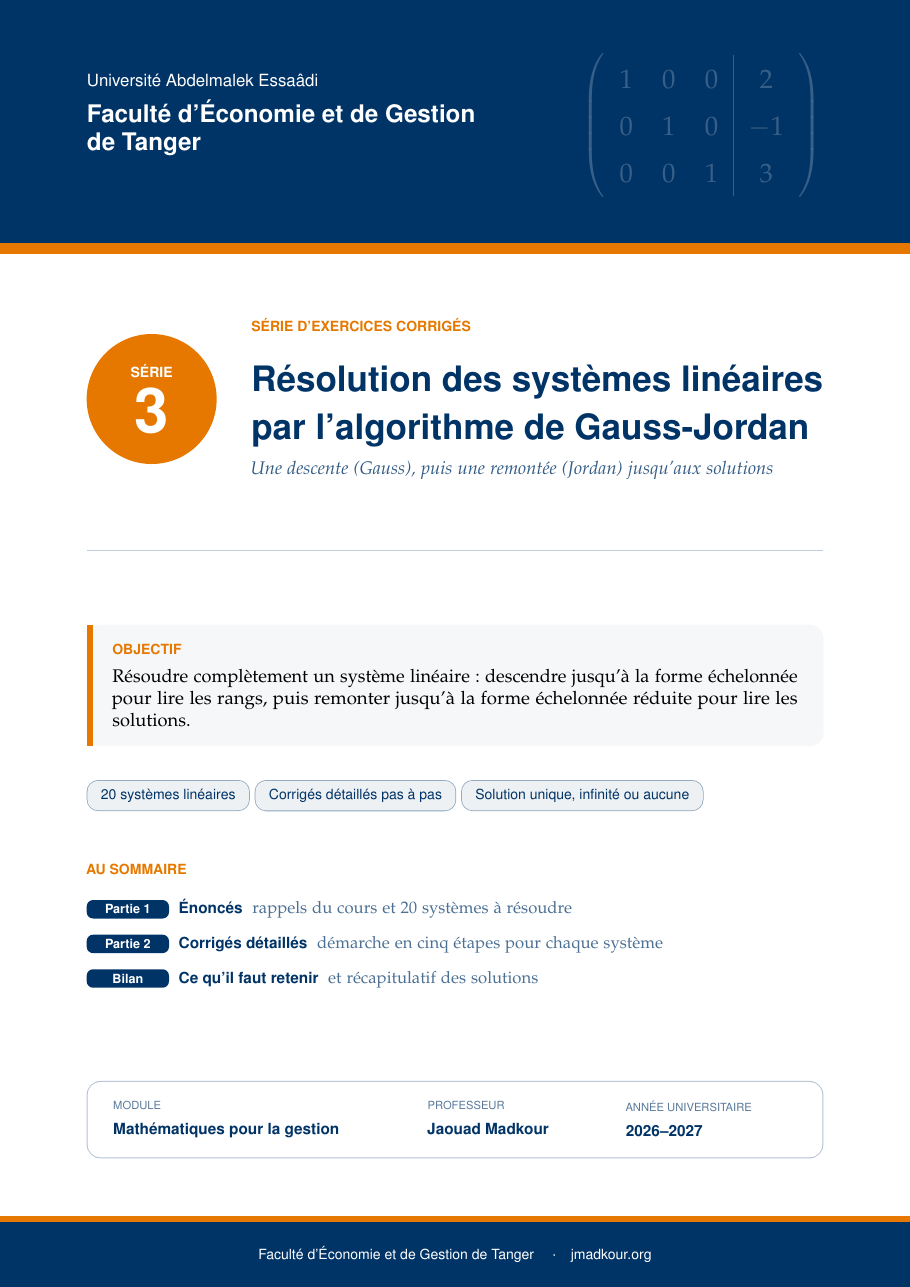 Université Abdelmalek Essaâdi
Faculté d'Économie et de Gestion
de Tanger
1 0 0 2
0 1 0 −1
0 0 1 3
SÉRIE D'EXERCICES CORRIGÉS
SÉRIE
3
Résolution des systèmes linéaires
par l'algorithme de Gauss-Jordan
Une descente (Gauss), puis une remontée (Jordan) jusqu'aux solutions
OBJECTIF
Résoudre complètement un système linéaire : descendre jusqu'à la forme échelonnée
pour lire les rangs, puis remonter jusqu'à la forme échelonnée réduite pour lire les
solutions.
20 systèmes linéaires
Corrigés détaillés pas à pas
Solution unique, infinité ou aucune
AU SOMMAIRE
Partie 1 Énoncés rappels du cours et 20 systèmes à résoudre
Partie 2 Corrigés détaillés démarche en cinq étapes pour chaque système
Bilan Ce qu'il faut retenir et récapitulatif des solutions
MODULE
Mathématiques pour la gestion
PROFESSEUR
Jaouad Madkour
ANNÉE UNIVERSITAIRE
2026–2027
Faculté d'Économie et de Gestion de Tanger · jmadkour.org